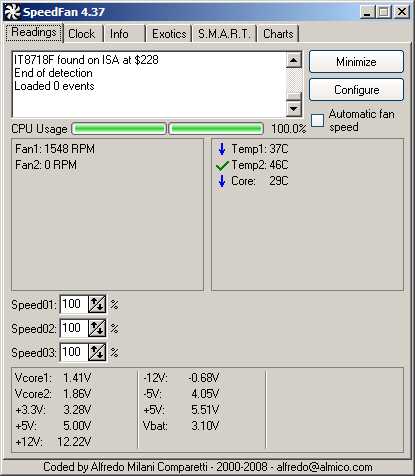 SpeedFan 4.37
Readings Clock Info Exotics S.M.A.R.T. Charts
IT8718F found on ISA at $228
End of detection
Loaded 0 events
Minimize
Configure
Automatic fan
speed
CPU Usage 100.0%
Fan1: 1548 RPM
Fan2: 0 RPM
Temp1: 37C
Temp2: 46C
Core: 29C
Speed01: 100 %
Speed02: 100 %
Speed03: 100 %
Vcore1: 1.41V
Vcore2: 1.86V
+3.3V: 3.28V
+5V: 5.00V
+12V: 12.22V
-12V: -0.68V
-5V: 4.05V
+5V: 5.51V
Vbat: 3.10V
Coded by Alfredo Milani Comparetti - 2000-2008 - alfredo@almico.com